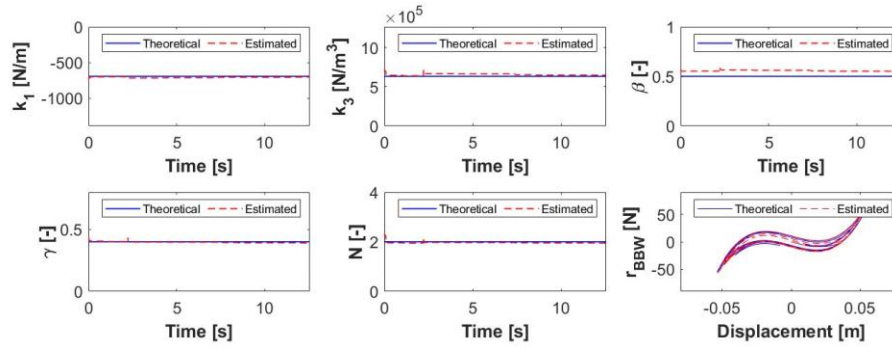 0
-500
-1000
k1 [N/m]
Theoretical
Estimated
0 5 10
Time [s]
×10^5
10
5
0
k3 [N/m³]
Theoretical
Estimated
0 5 10
Time [s]
1
0.5
0
β [-]
Theoretical
Estimated
0 5 10
Time [s]
0.5
0
γ [-]
Theoretical
Estimated
0 5 10
Time [s]
4
2
0
N [-]
Theoretical
Estimated
0 5 10
Time [s]
50
0
-50
rBBW [N]
Theoretical
Estimated
-0.05 0 0.05
Displacement [m]